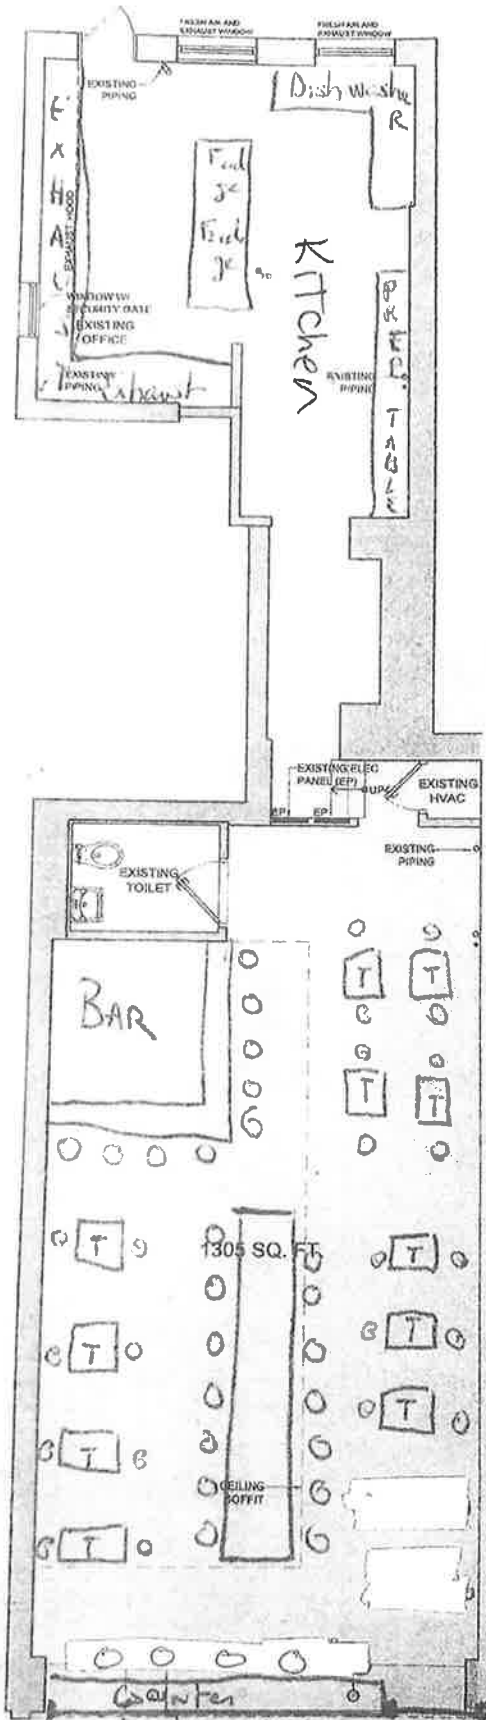 FRESH AIR AND
EXHAUST WINDOW
FRESH AIR AND
EXHAUST WINDOW
EXISTING
PIPING
Dish washe
R
EXHAUST HOOD
Fridge
Fridge
Kitchen
WINDOW W/
SECURITY GATE
EXISTING
OFFICE
EXISTING
PIPING
Exhaust
EXISTING
PIPING
PREP TABLE
EXISTING ELEC
PANEL (EP)
UP
EP
EP
EXISTING
HVAC
EXISTING
TOILET
EXISTING
PIPING
BAR
T
T
T
T
1305 SQ. FT.
T
T
T
T
T
T
T
CEILING
SOFFIT
Counter